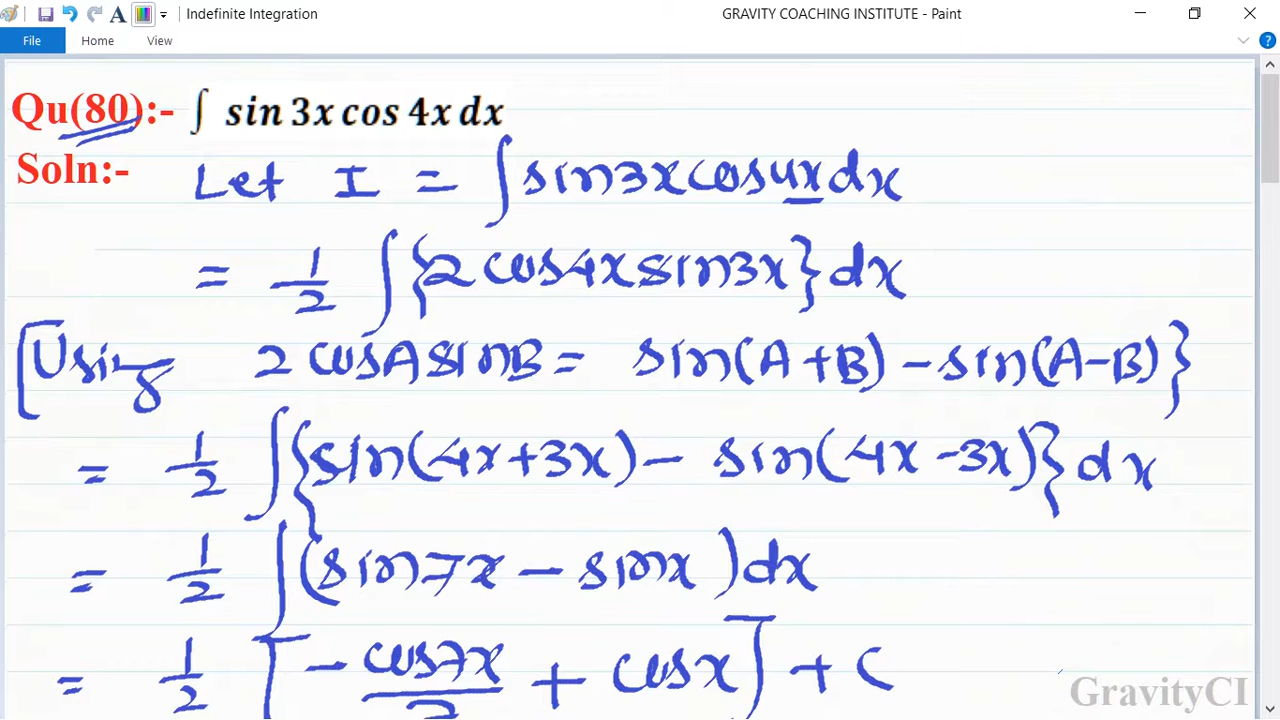 Indefinite Integration
GRAVITY COACHING INSTITUTE - Paint
File Home View
Qu(80):- ∫ sin 3x cos 4x dx
Soln:- Let I = ∫ sin3x cos4x dx
= 1/2 ∫ {2 cos4x sin3x} dx
[Using 2 cosA sinB = sin(A+B) - sin(A-B)}
= 1/2 ∫ {sin(4x+3x) - sin(4x-3x)} dx
= 1/2 ∫ (sin7x - sinx) dx
= 1/2 [ - cos7x/7 + cosx ] + C
GravityCI